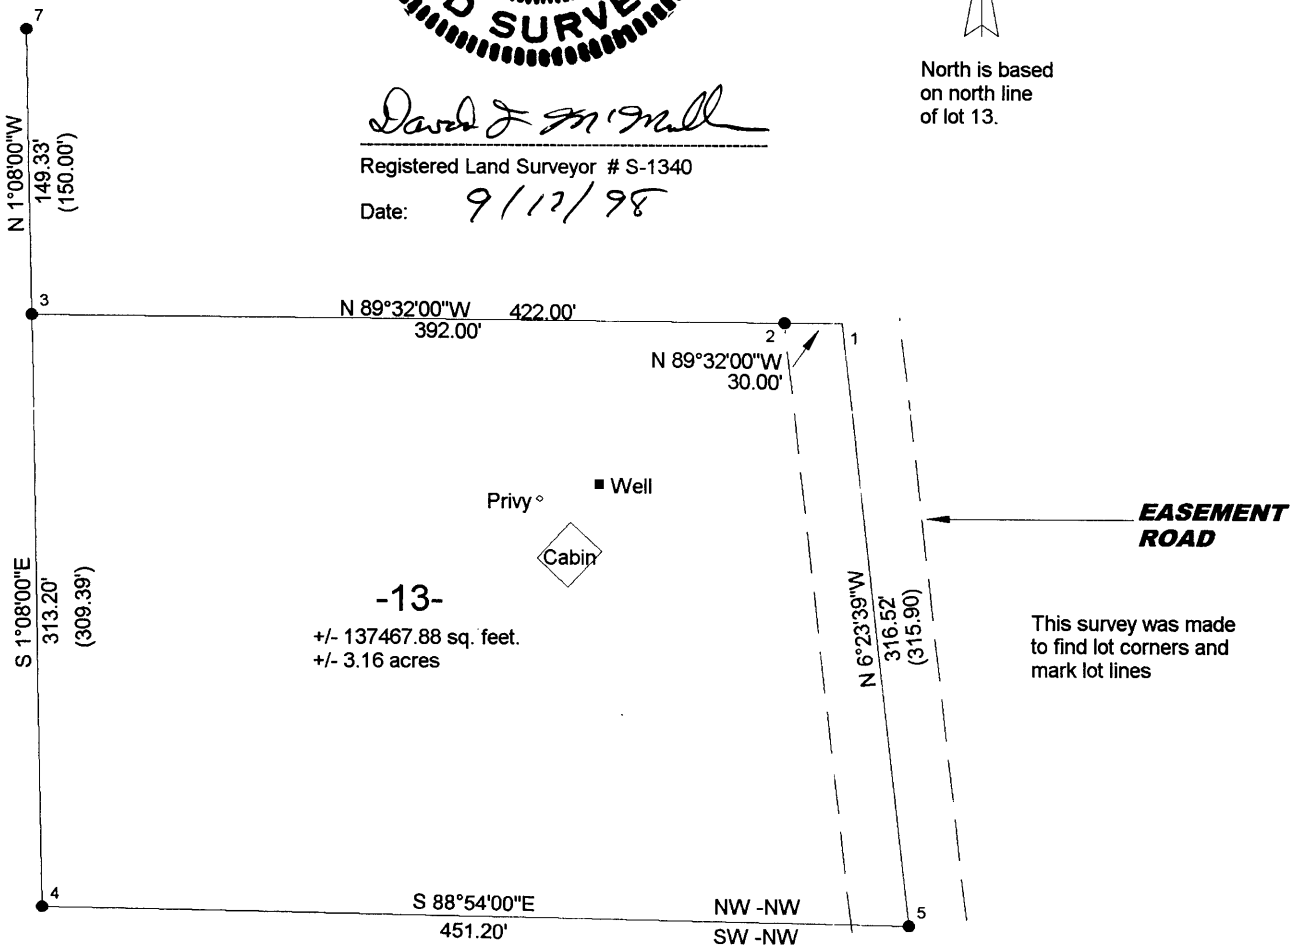 D SURVE
7
North is based
on north line
of lot 13.
N 1°08'00"W
149.33'
(150.00')
Registered Land Surveyor # S-1340
Date: 9/17/98
3
N 89°32'00"W 422.00'
392.00'
2
1
N 89°32'00"W
30.00'
Privy
Well
Cabin
EASEMENT
ROAD
S 1°08'00"E
313.20'
(309.39')
-13-
+/- 137467.88 sq. feet.
+/- 3.16 acres
N 6°23'39"W
316.52'
(315.90)
This survey was made
to find lot corners and
mark lot lines
4
S 88°54'00"E
451.20'
NW -NW
SW -NW
5